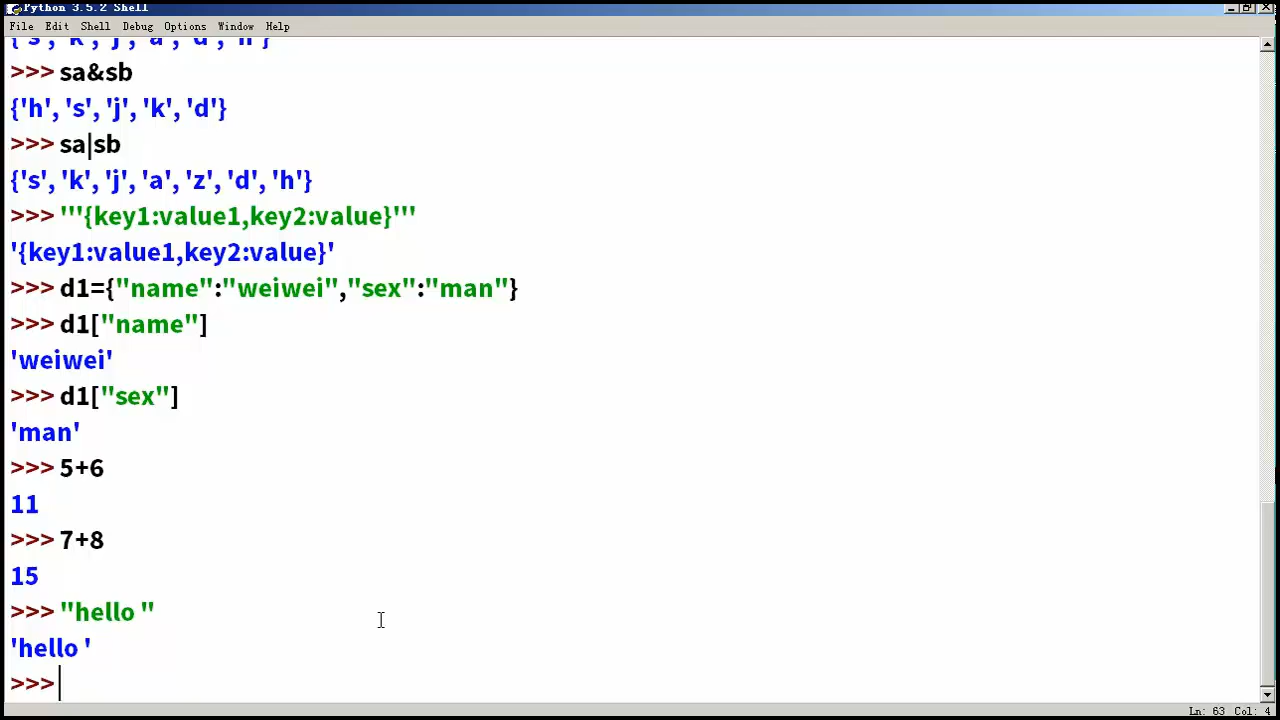 Python 3.5.2 Shell
File Edit Shell Debug Options Window Help
{'s', 'k', 'j', 'a', 'd', 'h'}
>>> sa&sb
{'h', 's', 'j', 'k', 'd'}
>>> sa|sb
{'s', 'k', 'j', 'a', 'z', 'd', 'h'}
>>> '''{key1:value1,key2:value}'''
'{key1:value1,key2:value}'
>>> d1={"name":"weiwei","sex":"man"}
>>> d1["name"]
'weiwei'
>>> d1["sex"]
'man'
>>> 5+6
11
>>> 7+8
15
>>> "hello "
'hello '
>>>
Ln: 63 Col: 4